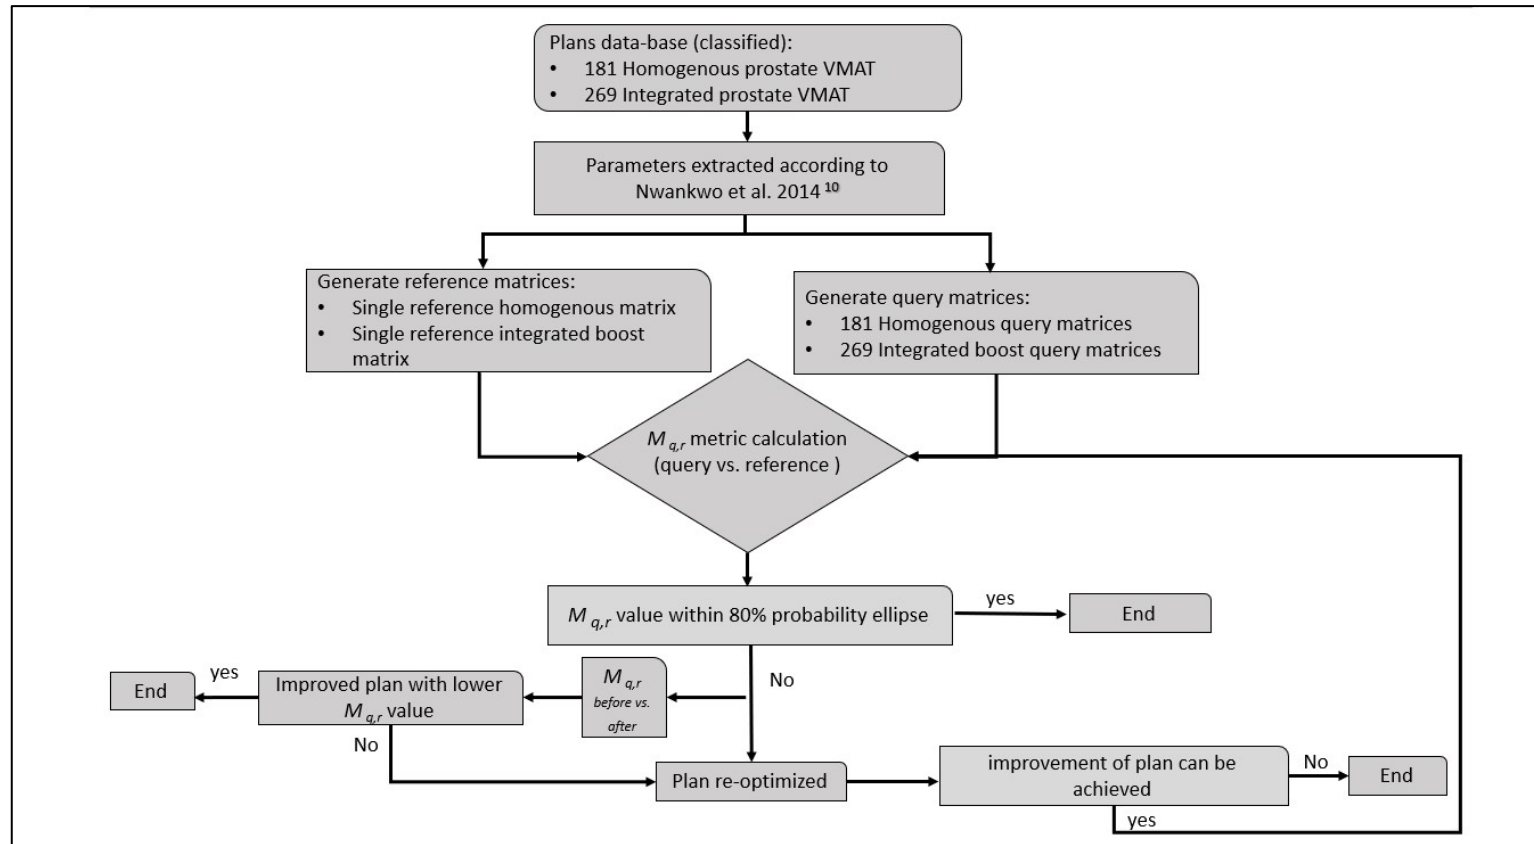 Plans data-base (classified):
• 181 Homogenous prostate VMAT
• 269 Integrated prostate VMAT
Parameters extracted according to
Nwankwo et al. 2014 10
Generate reference matrices:
• Single reference homogenous matrix
• Single reference integrated boost
matrix
Generate query matrices:
• 181 Homogenous query matrices
• 269 Integrated boost query matrices
M q,r metric calculation
(query vs. reference )
M q,r value within 80% probability ellipse
yes
End
No
M q,r
before vs.
after
Improved plan with lower
M q,r value
yes
End
No
Plan re-optimized
improvement of plan can be
achieved
No
End
yes